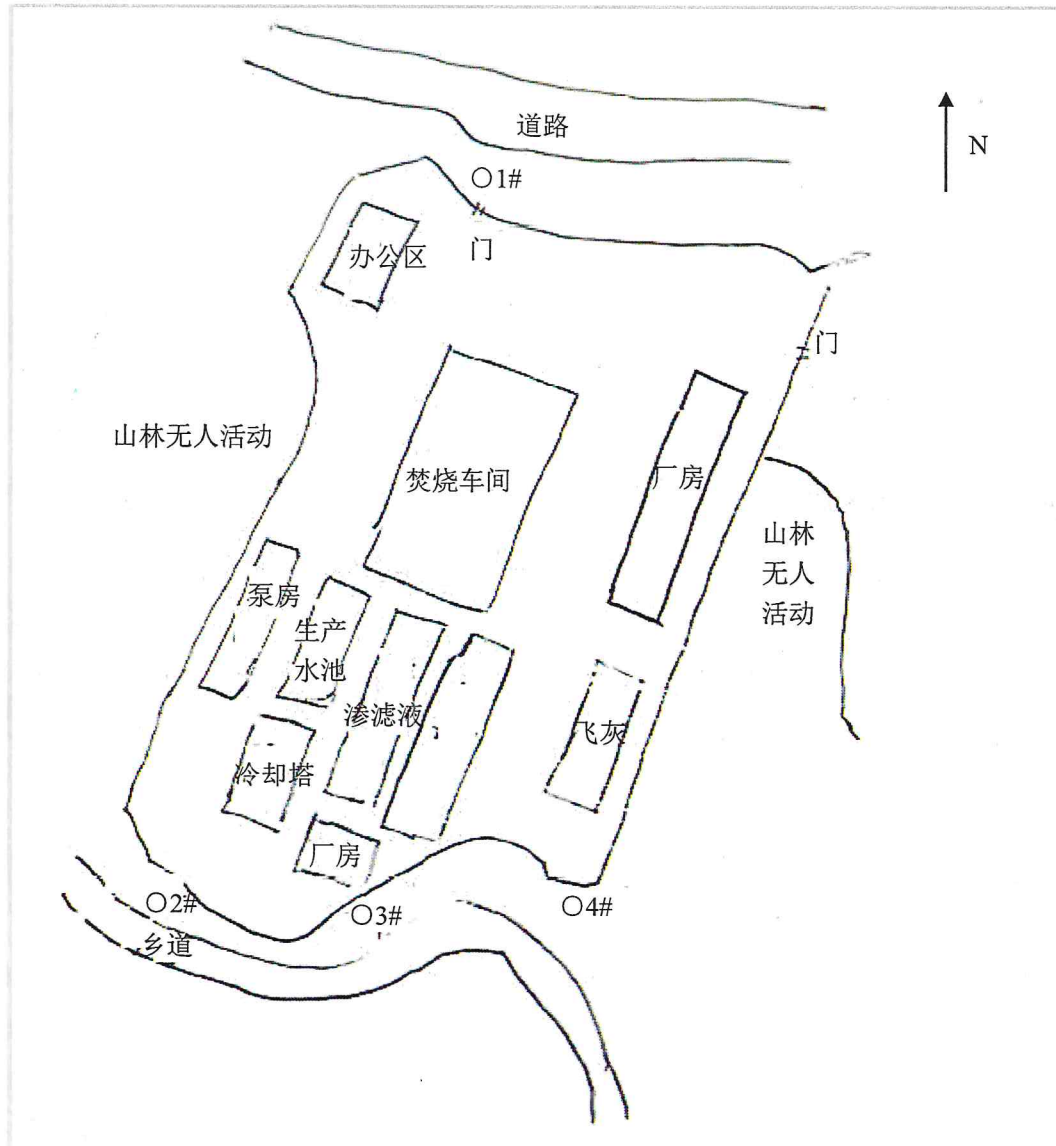 道路
N
○1#
门
办公区
门
山林无人活动
焚烧车间
厂房
山林
无人
活动
泵房
生产
水池
渗滤液
飞灰
冷却塔
厂房
○2#
○3#
○4#
乡道